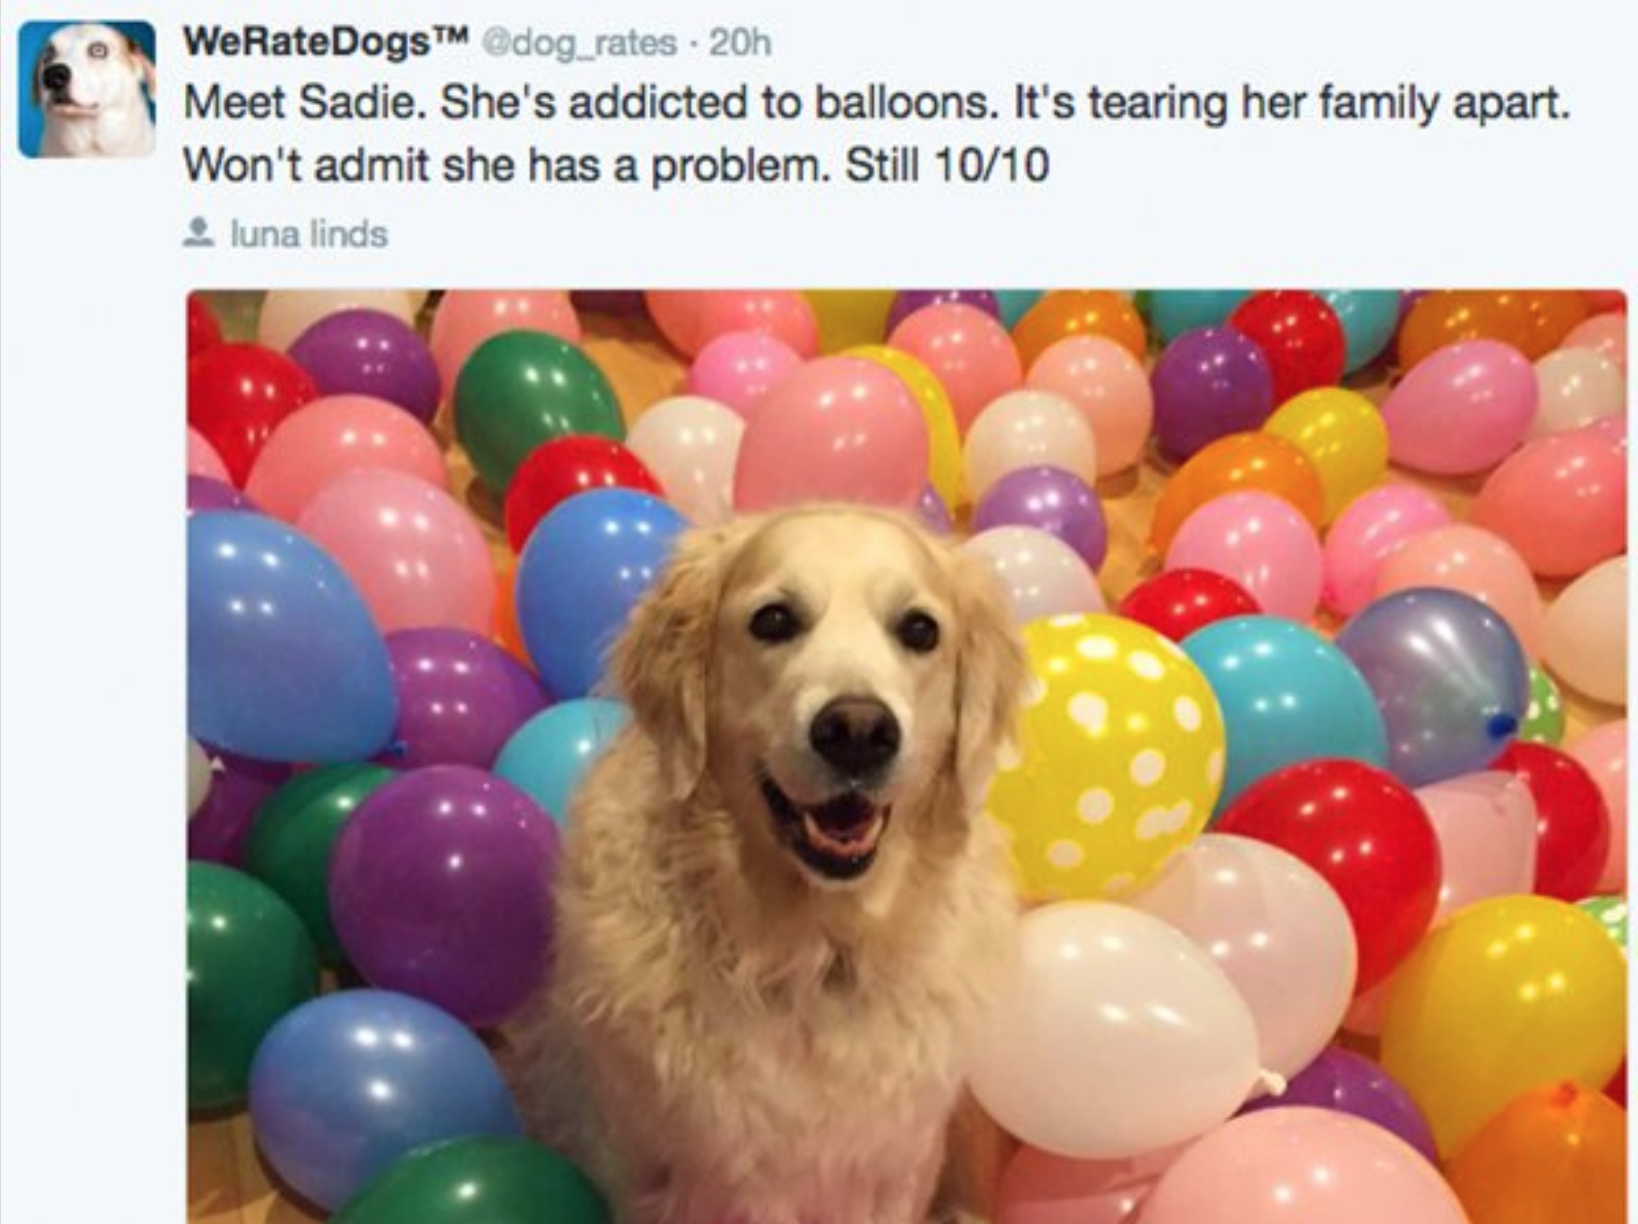 WeRateDogs™ @dog_rates · 20h
Meet Sadie. She's addicted to balloons. It's tearing her family apart.
Won't admit she has a problem. Still 10/10
luna linds